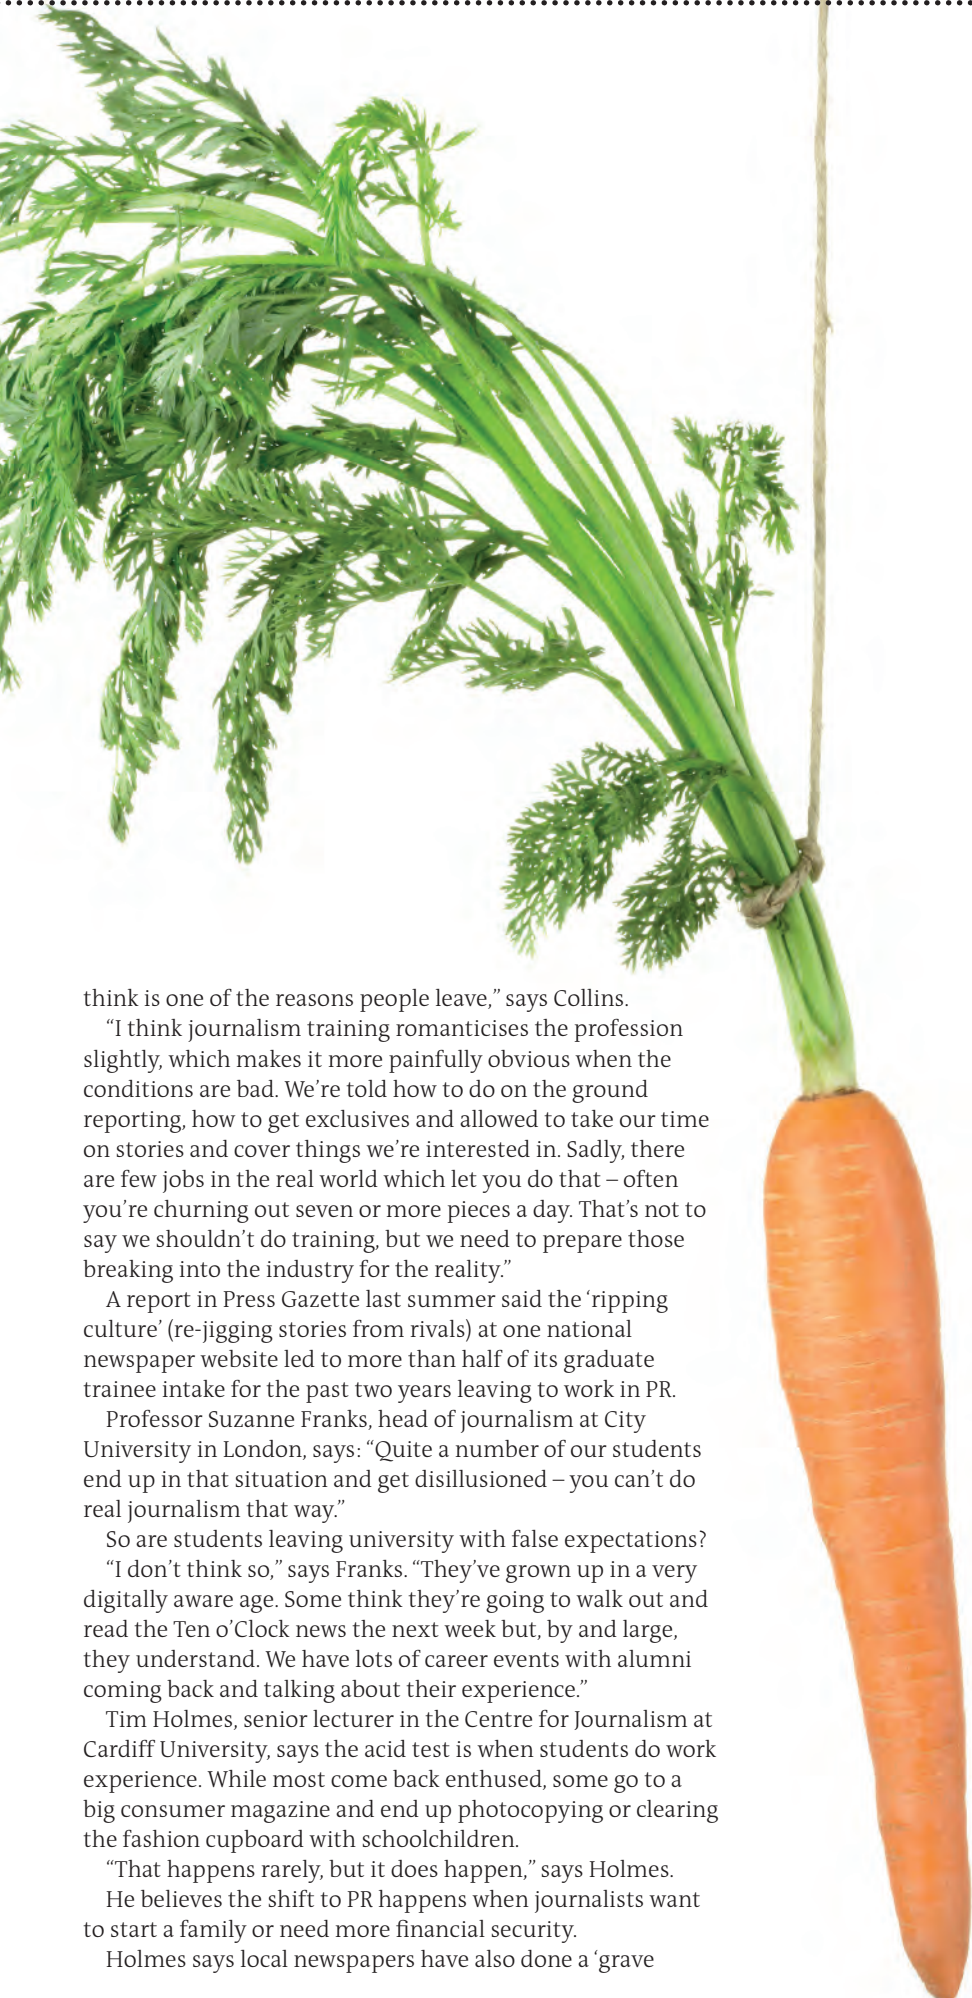 think is one of the reasons people leave,” says Collins.
“I think journalism training romanticises the profession
slightly, which makes it more painfully obvious when the
conditions are bad. We’re told how to do on the ground
reporting, how to get exclusives and allowed to take our time
on stories and cover things we’re interested in. Sadly, there
are few jobs in the real world which let you do that – often
you’re churning out seven or more pieces a day. That’s not to
say we shouldn’t do training, but we need to prepare those
breaking into the industry for the reality.”
A report in Press Gazette last summer said the ‘ripping
culture’ (re-jigging stories from rivals) at one national
newspaper website led to more than half of its graduate
trainee intake for the past two years leaving to work in PR.
Professor Suzanne Franks, head of journalism at City
University in London, says: “Quite a number of our students
end up in that situation and get disillusioned – you can’t do
real journalism that way.”
So are students leaving university with false expectations?
“I don’t think so,” says Franks. “They’ve grown up in a very
digitally aware age. Some think they’re going to walk out and
read the Ten o’Clock news the next week but, by and large,
they understand. We have lots of career events with alumni
coming back and talking about their experience.”
Tim Holmes, senior lecturer in the Centre for Journalism at
Cardiff University, says the acid test is when students do work
experience. While most come back enthused, some go to a
big consumer magazine and end up photocopying or clearing
the fashion cupboard with schoolchildren.
“That happens rarely, but it does happen,” says Holmes.
He believes the shift to PR happens when journalists want
to start a family or need more financial security.
Holmes says local newspapers have also done a ‘grave